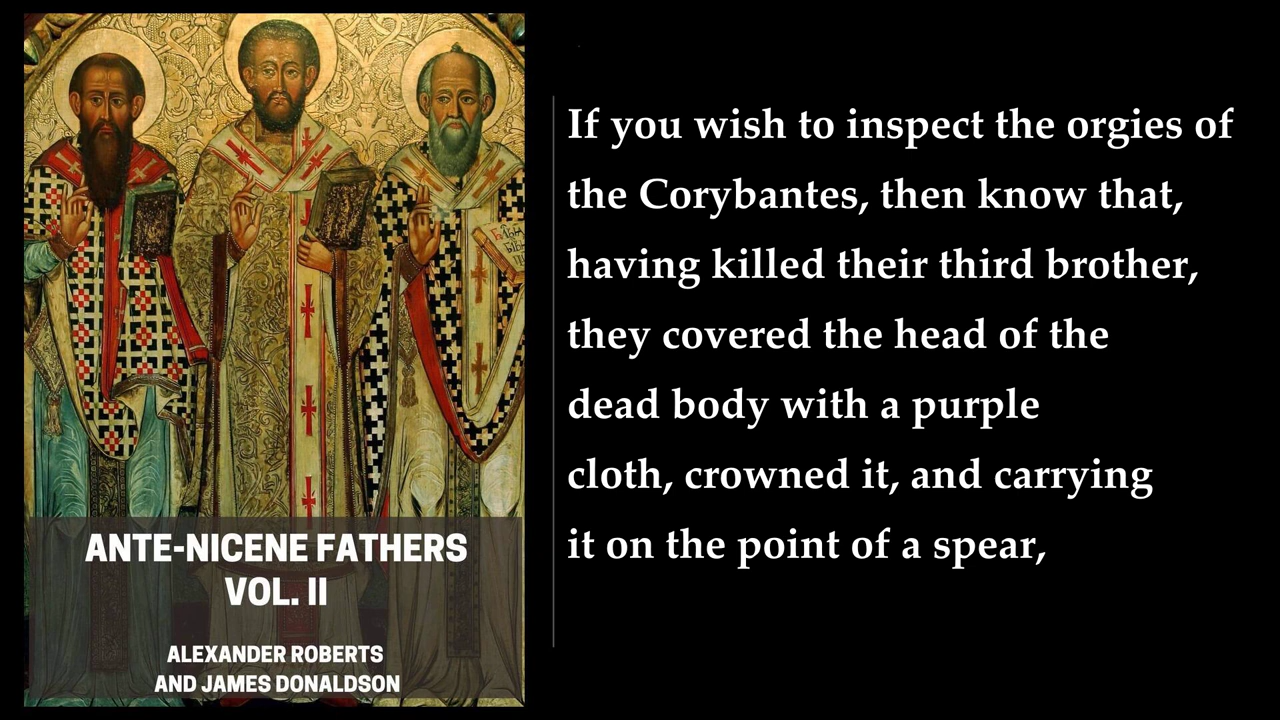 ANTE-NICENE FATHERS
VOL. II
ALEXANDER ROBERTS
AND JAMES DONALDSON
If you wish to inspect the orgies of
the Corybantes, then know that,
having killed their third brother,
they covered the head of the
dead body with a purple
cloth, crowned it, and carrying
it on the point of a spear,